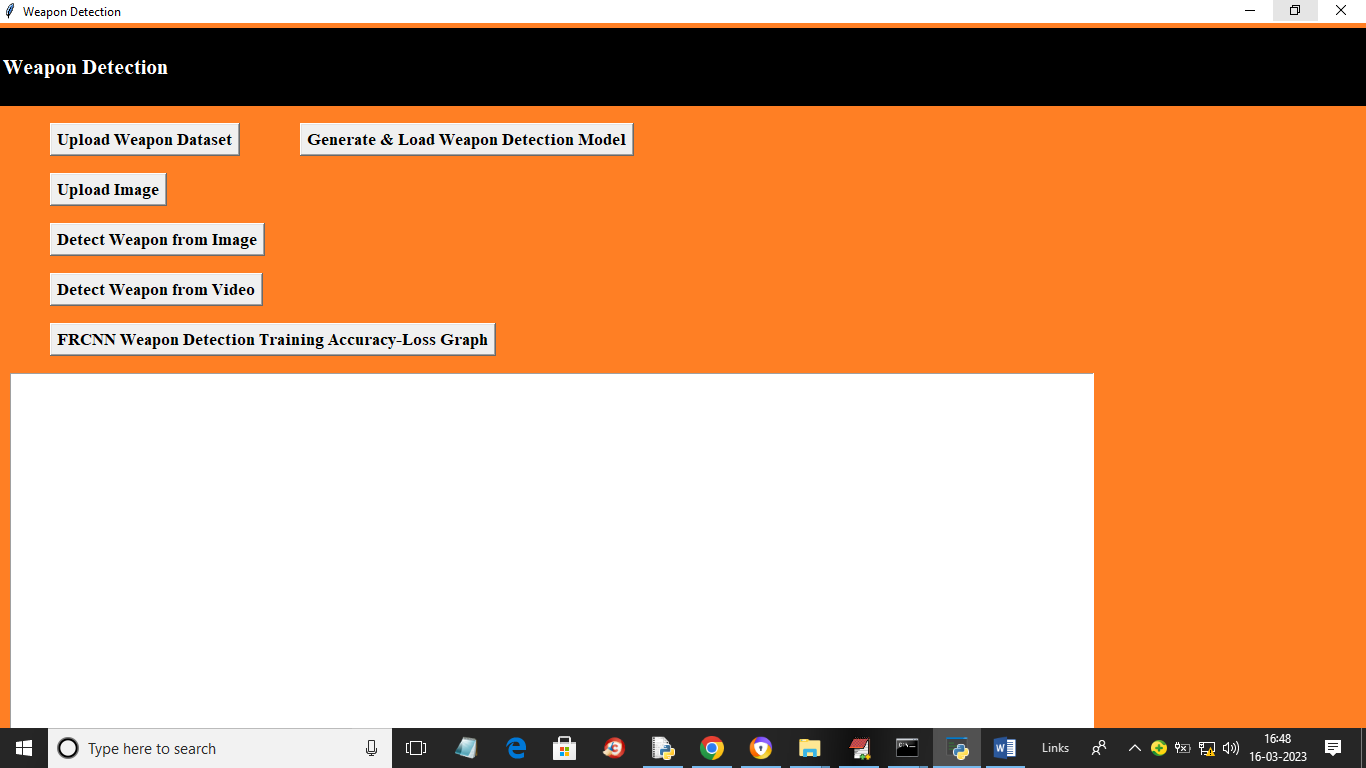 Weapon Detection
Weapon Detection
Upload Weapon Dataset
Generate & Load Weapon Detection Model
Upload Image
Detect Weapon from Image
Detect Weapon from Video
FRCNN Weapon Detection Training Accuracy-Loss Graph
Type here to search
Links
16:48
16-03-2023